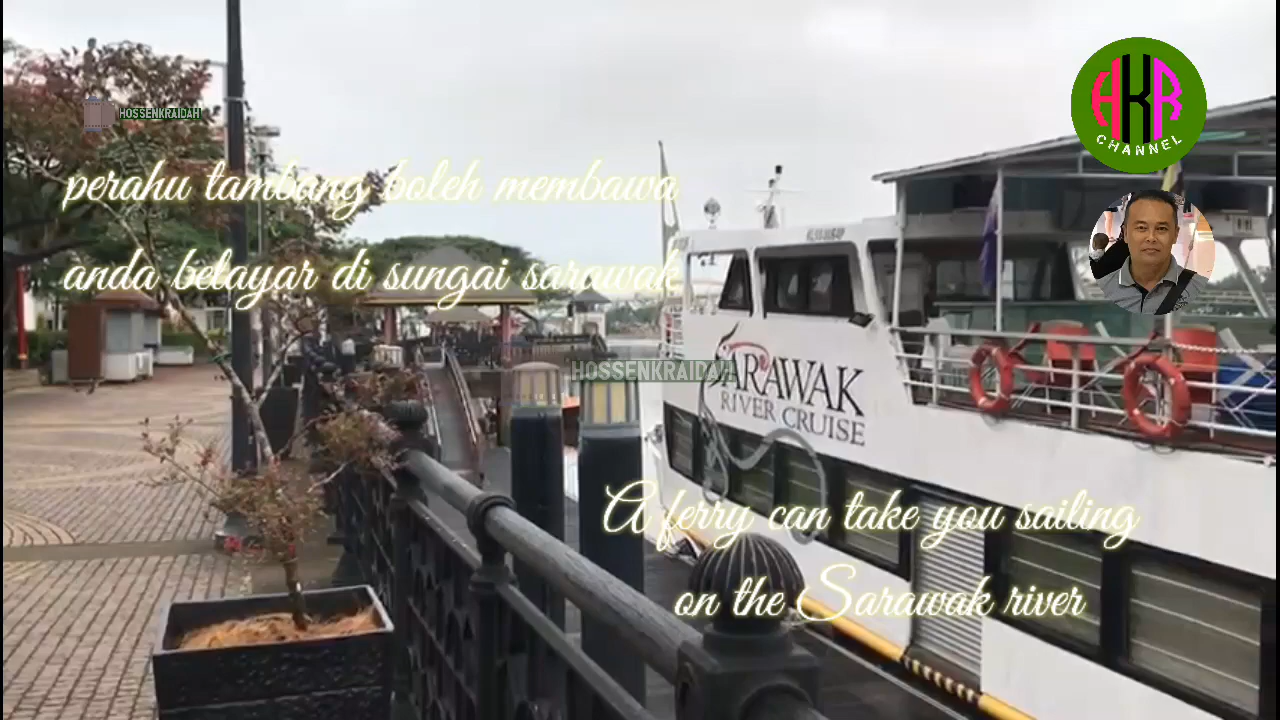 HKR
CHANNEL
HOSSENKRAIDAH
perahu tambang boleh membawa
anda belayar di sungai sarawak
HOSSENKRAIDAH
SARAWAK
RIVER CRUISE
A ferry can take you sailing
on the Sarawak river